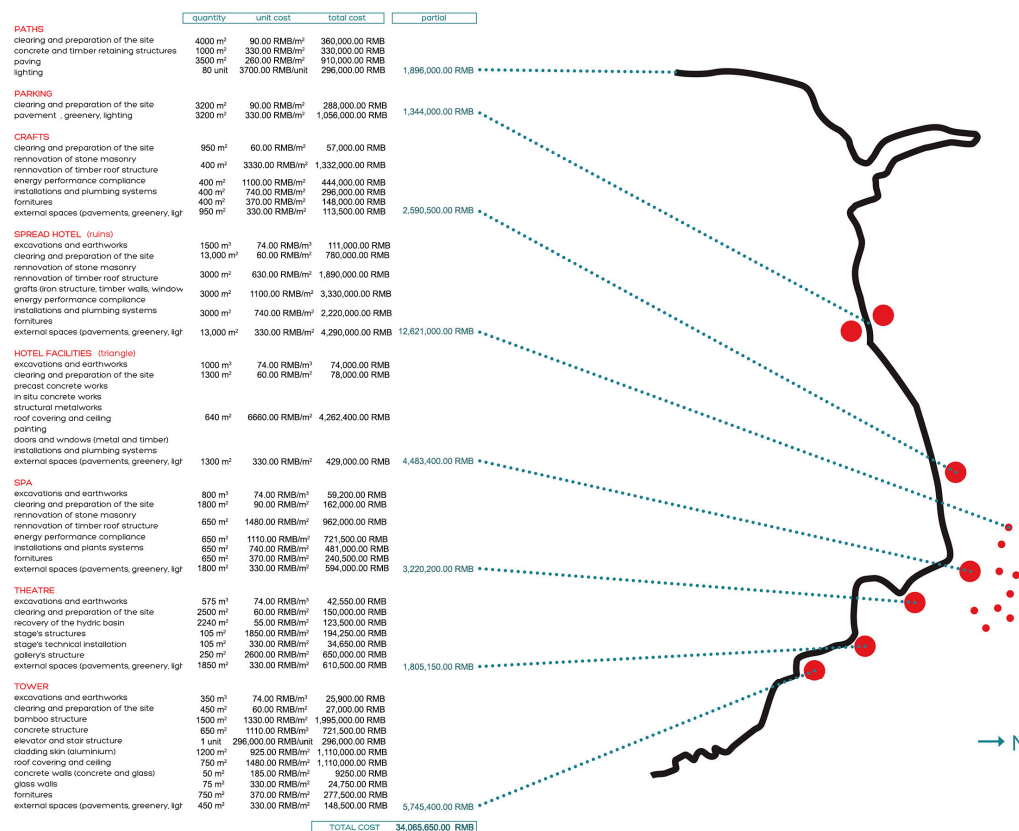 quantity unit cost total cost partial
PATHS
clearing and preparation of the site 4000 m² 90.00 RMB/m² 360,000.00 RMB
concrete and timber retaining structures 1000 m² 330.00 RMB/m² 330,000.00 RMB
paving 3500 m² 260.00 RMB/m² 910,000.00 RMB
lighting 80 unit 3700.00 RMB/unit 296,000.00 RMB 1,896,000.00 RMB
PARKING
clearing and preparation of the site 3200 m² 90.00 RMB/m² 288,000.00 RMB
pavement , greenery, lighting 3200 m² 330.00 RMB/m² 1,056,000.00 RMB 1,344,000.00 RMB
CRAFTS
clearing and preparation of the site 950 m² 60.00 RMB/m² 57,000.00 RMB
rennovation of stone masonry
rennovation of timber roof structure 400 m² 3330.00 RMB/m² 1,332,000.00 RMB
energy performance compliance 400 m² 1100.00 RMB/m² 444,000.00 RMB
installations and plumbing systems 400 m² 740.00 RMB/m² 296,000.00 RMB
fornitures 400 m² 370.00 RMB/m² 148,000.00 RMB
external spaces (pavements, greenery, ligh 950 m² 330.00 RMB/m² 113,500.00 RMB 2,590,500.00 RMB
SPREAD HOTEL (ruins)
excavations and earthworks 1500 m³ 74.00 RMB/m³ 111,000.00 RMB
clearing and preparation of the site 13,000 m² 60.00 RMB/m² 780,000.00 RMB
rennovation of stone masonry
rennovation of timber roof structure 3000 m² 630.00 RMB/m² 1,890,000.00 RMB
grafts (iron structure, timber walls, window
energy performance compliance 3000 m² 1100.00 RMB/m² 3,330,000.00 RMB
installations and plumbing systems 3000 m² 740.00 RMB/m² 2,220,000.00 RMB
fornitures
external spaces (pavements, greenery, ligh 13,000 m² 330.00 RMB/m² 4,290,000.00 RMB 12,621,000.00 RMB
HOTEL FACILITIES (triangle)
excavations and earthworks 1000 m³ 74.00 RMB/m³ 74,000.00 RMB
clearing and preparation of the site 1300 m² 60.00 RMB/m² 78,000.00 RMB
precast concrete works
in situ concrete works
structural metalworks
roof covering and ceiling 640 m² 6660.00 RMB/m² 4,262,400.00 RMB
painting
doors and wndows (metal and timber)
installations and plumbing systems
external spaces (pavements, greenery, ligh 1300 m² 330.00 RMB/m² 429,000.00 RMB 4,483,400.00 RMB
SPA
excavations and earthworks 800 m³ 74.00 RMB/m³ 59,200.00 RMB
clearing and preparation of the site 1800 m² 90.00 RMB/m² 162,000.00 RMB
rennovation of stone masonry
rennovation of timber roof structure 650 m² 1480.00 RMB/m² 962,000.00 RMB
energy performance compliance 650 m² 1110.00 RMB/m² 721,500.00 RMB
installations and plants systems 650 m² 740.00 RMB/m² 481,000.00 RMB
fornitures 650 m² 370.00 RMB/m² 240,500.00 RMB
external spaces (pavements, greenery, ligh 1800 m² 330.00 RMB/m² 594,000.00 RMB 3,220,200.00 RMB
THEATRE
excavations and earthworks 575 m³ 74.00 RMB/m³ 42,550.00 RMB
clearing and preparation of the site 2500 m² 60.00 RMB/m² 150,000.00 RMB
recovery of the hydric basin 2240 m² 55.00 RMB/m² 123,500.00 RMB
stage's structures 105 m² 1850.00 RMB/m² 194,250.00 RMB
stage's technical installation 105 m² 330.00 RMB/m² 34,650.00 RMB
gallery's structure 250 m² 2600.00 RMB/m² 650,000.00 RMB
external spaces (pavements, greenery, ligh 1850 m² 330.00 RMB/m² 610,500.00 RMB 1,805,150.00 RMB
TOWER
excavations and earthworks 350 m³ 74.00 RMB/m³ 25,900.00 RMB
clearing and preparation of the site 450 m² 60.00 RMB/m² 27,000.00 RMB
bamboo structure 1500 m² 1330.00 RMB/m² 1,995,000.00 RMB
concrete structure 650 m² 1110.00 RMB/m² 721,500.00 RMB
elevator and stair structure 1 unit 296,000.00 RMB/unit 296,000.00 RMB
cladding skin (aluminium) 1200 m² 925.00 RMB/m² 1,110,000.00 RMB
roof covering and ceiling 750 m² 1480.00 RMB/m² 1,110,000.00 RMB
concrete walls (concrete and glass) 50 m² 185.00 RMB/m² 9250.00 RMB
glass walls 75 m² 330.00 RMB/m² 24,750.00 RMB
fornitures 750 m² 370.00 RMB/m² 277,500.00 RMB
external spaces (pavements, greenery, ligh 450 m² 330.00 RMB/m² 148,500.00 RMB 5,745,400.00 RMB
TOTAL COST 34,065,650.00 RMB
N